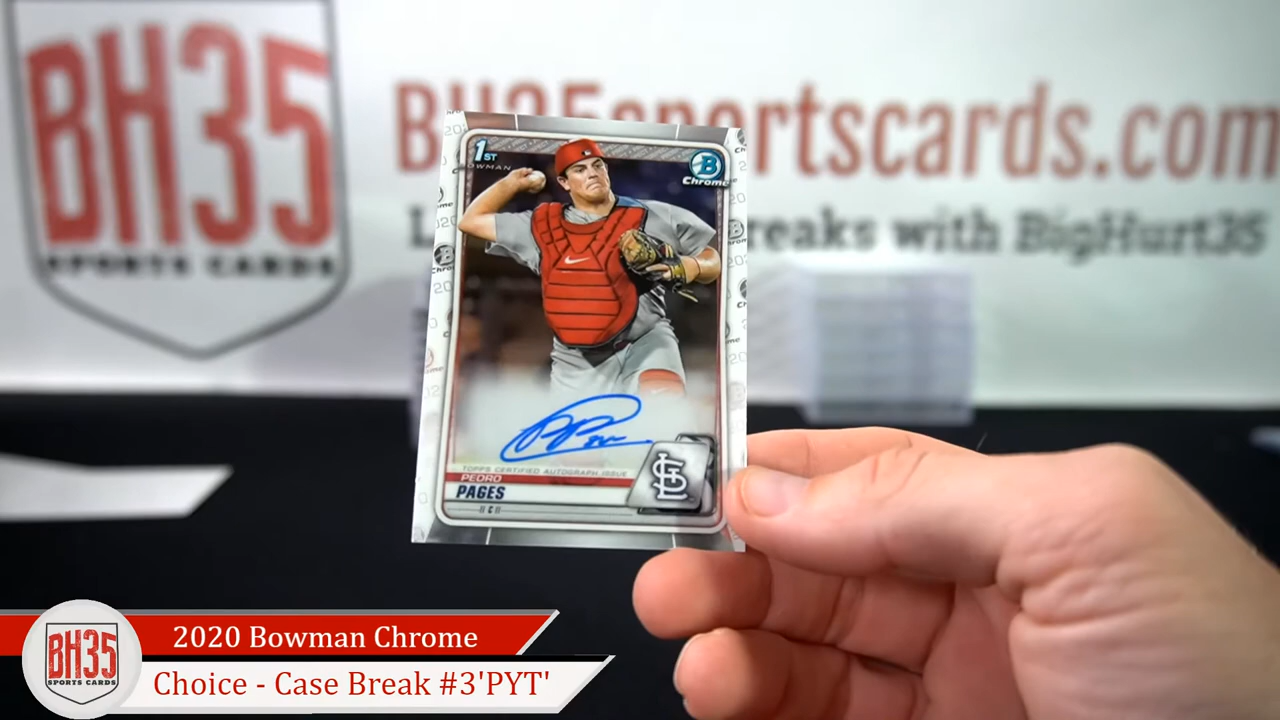 BH35
SPORTS CARDS
BH35sportscards.com
reaks with BigHurt35
1ST
BOWMAN
B
Chrome
TOPPS CERTIFIED AUTOGRAPH ISSUE
PEDRO
PAGES
C
STL
BH35
SPORTS CARDS
2020 Bowman Chrome
Choice - Case Break #3'PYT'